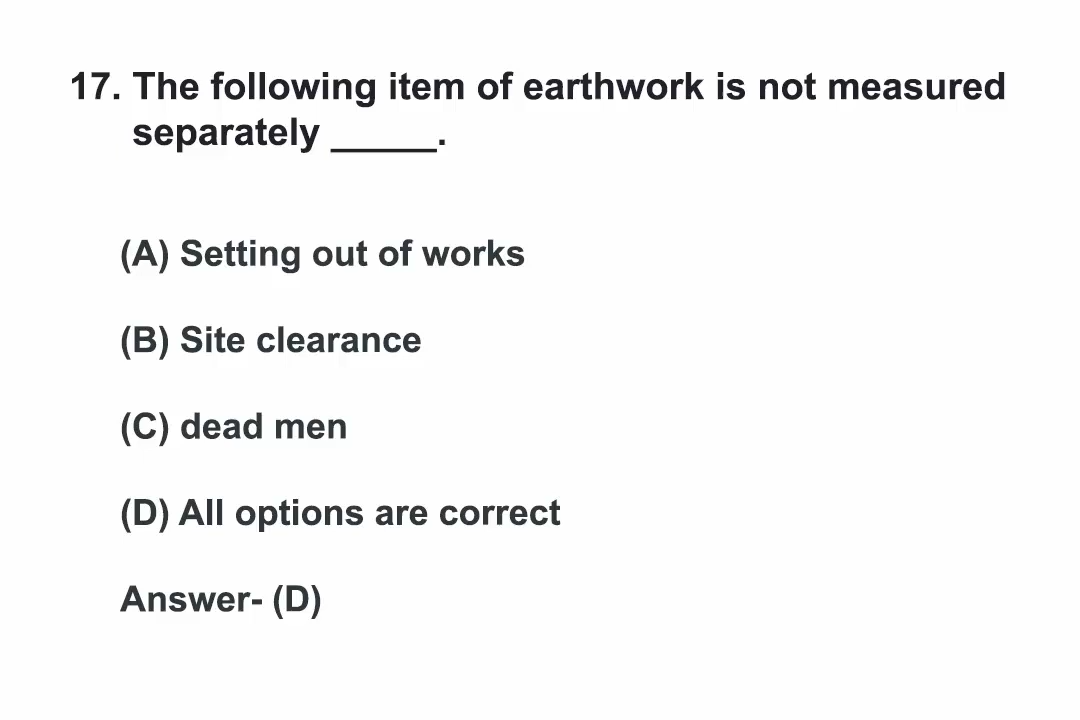 17. The following item of earthwork is not measured
separately _____.
(A) Setting out of works
(B) Site clearance
(C) dead men
(D) All options are correct
Answer- (D)